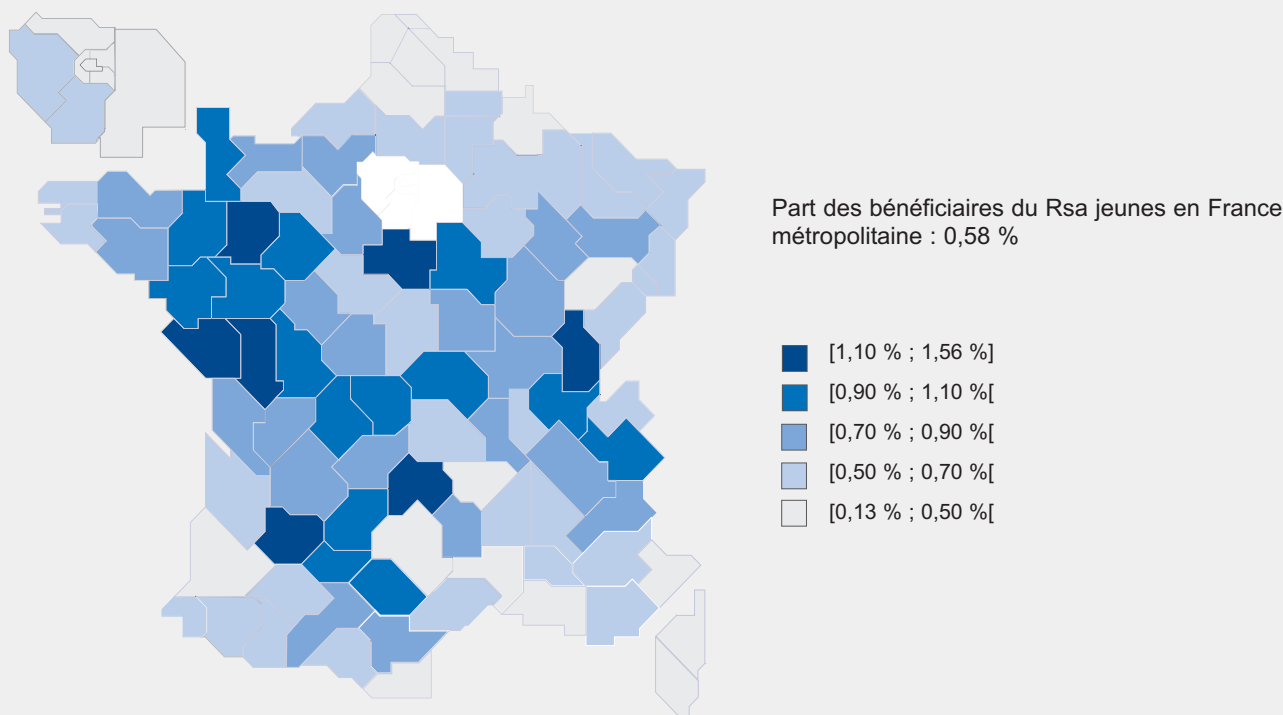 Part des bénéficiaires du Rsa jeunes en France
métropolitaine : 0,58 %
[1,10 % ; 1,56 %]
[0,90 % ; 1,10 %[
[0,70 % ; 0,90 %[
[0,50 % ; 0,70 %[
[0,13 % ; 0,50 %[